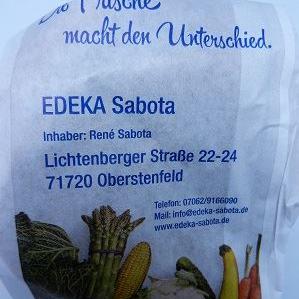 Die Frische
macht den Unterschied.
EDEKA Sabota
Inhaber: René Sabota
Lichtenberger Straße 22-24
71720 Oberstenfeld
Telefon: 07062/9166090
Mail: info@edeka-sabota.de
www.edeka-sabota.de